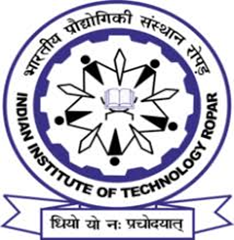 भारतीय प्रौद्योगिकी संस्थान रोपड़
INDIAN INSTITUTE OF TECHNOLOGY ROPAR
धियो यो नः प्रचोदयात्